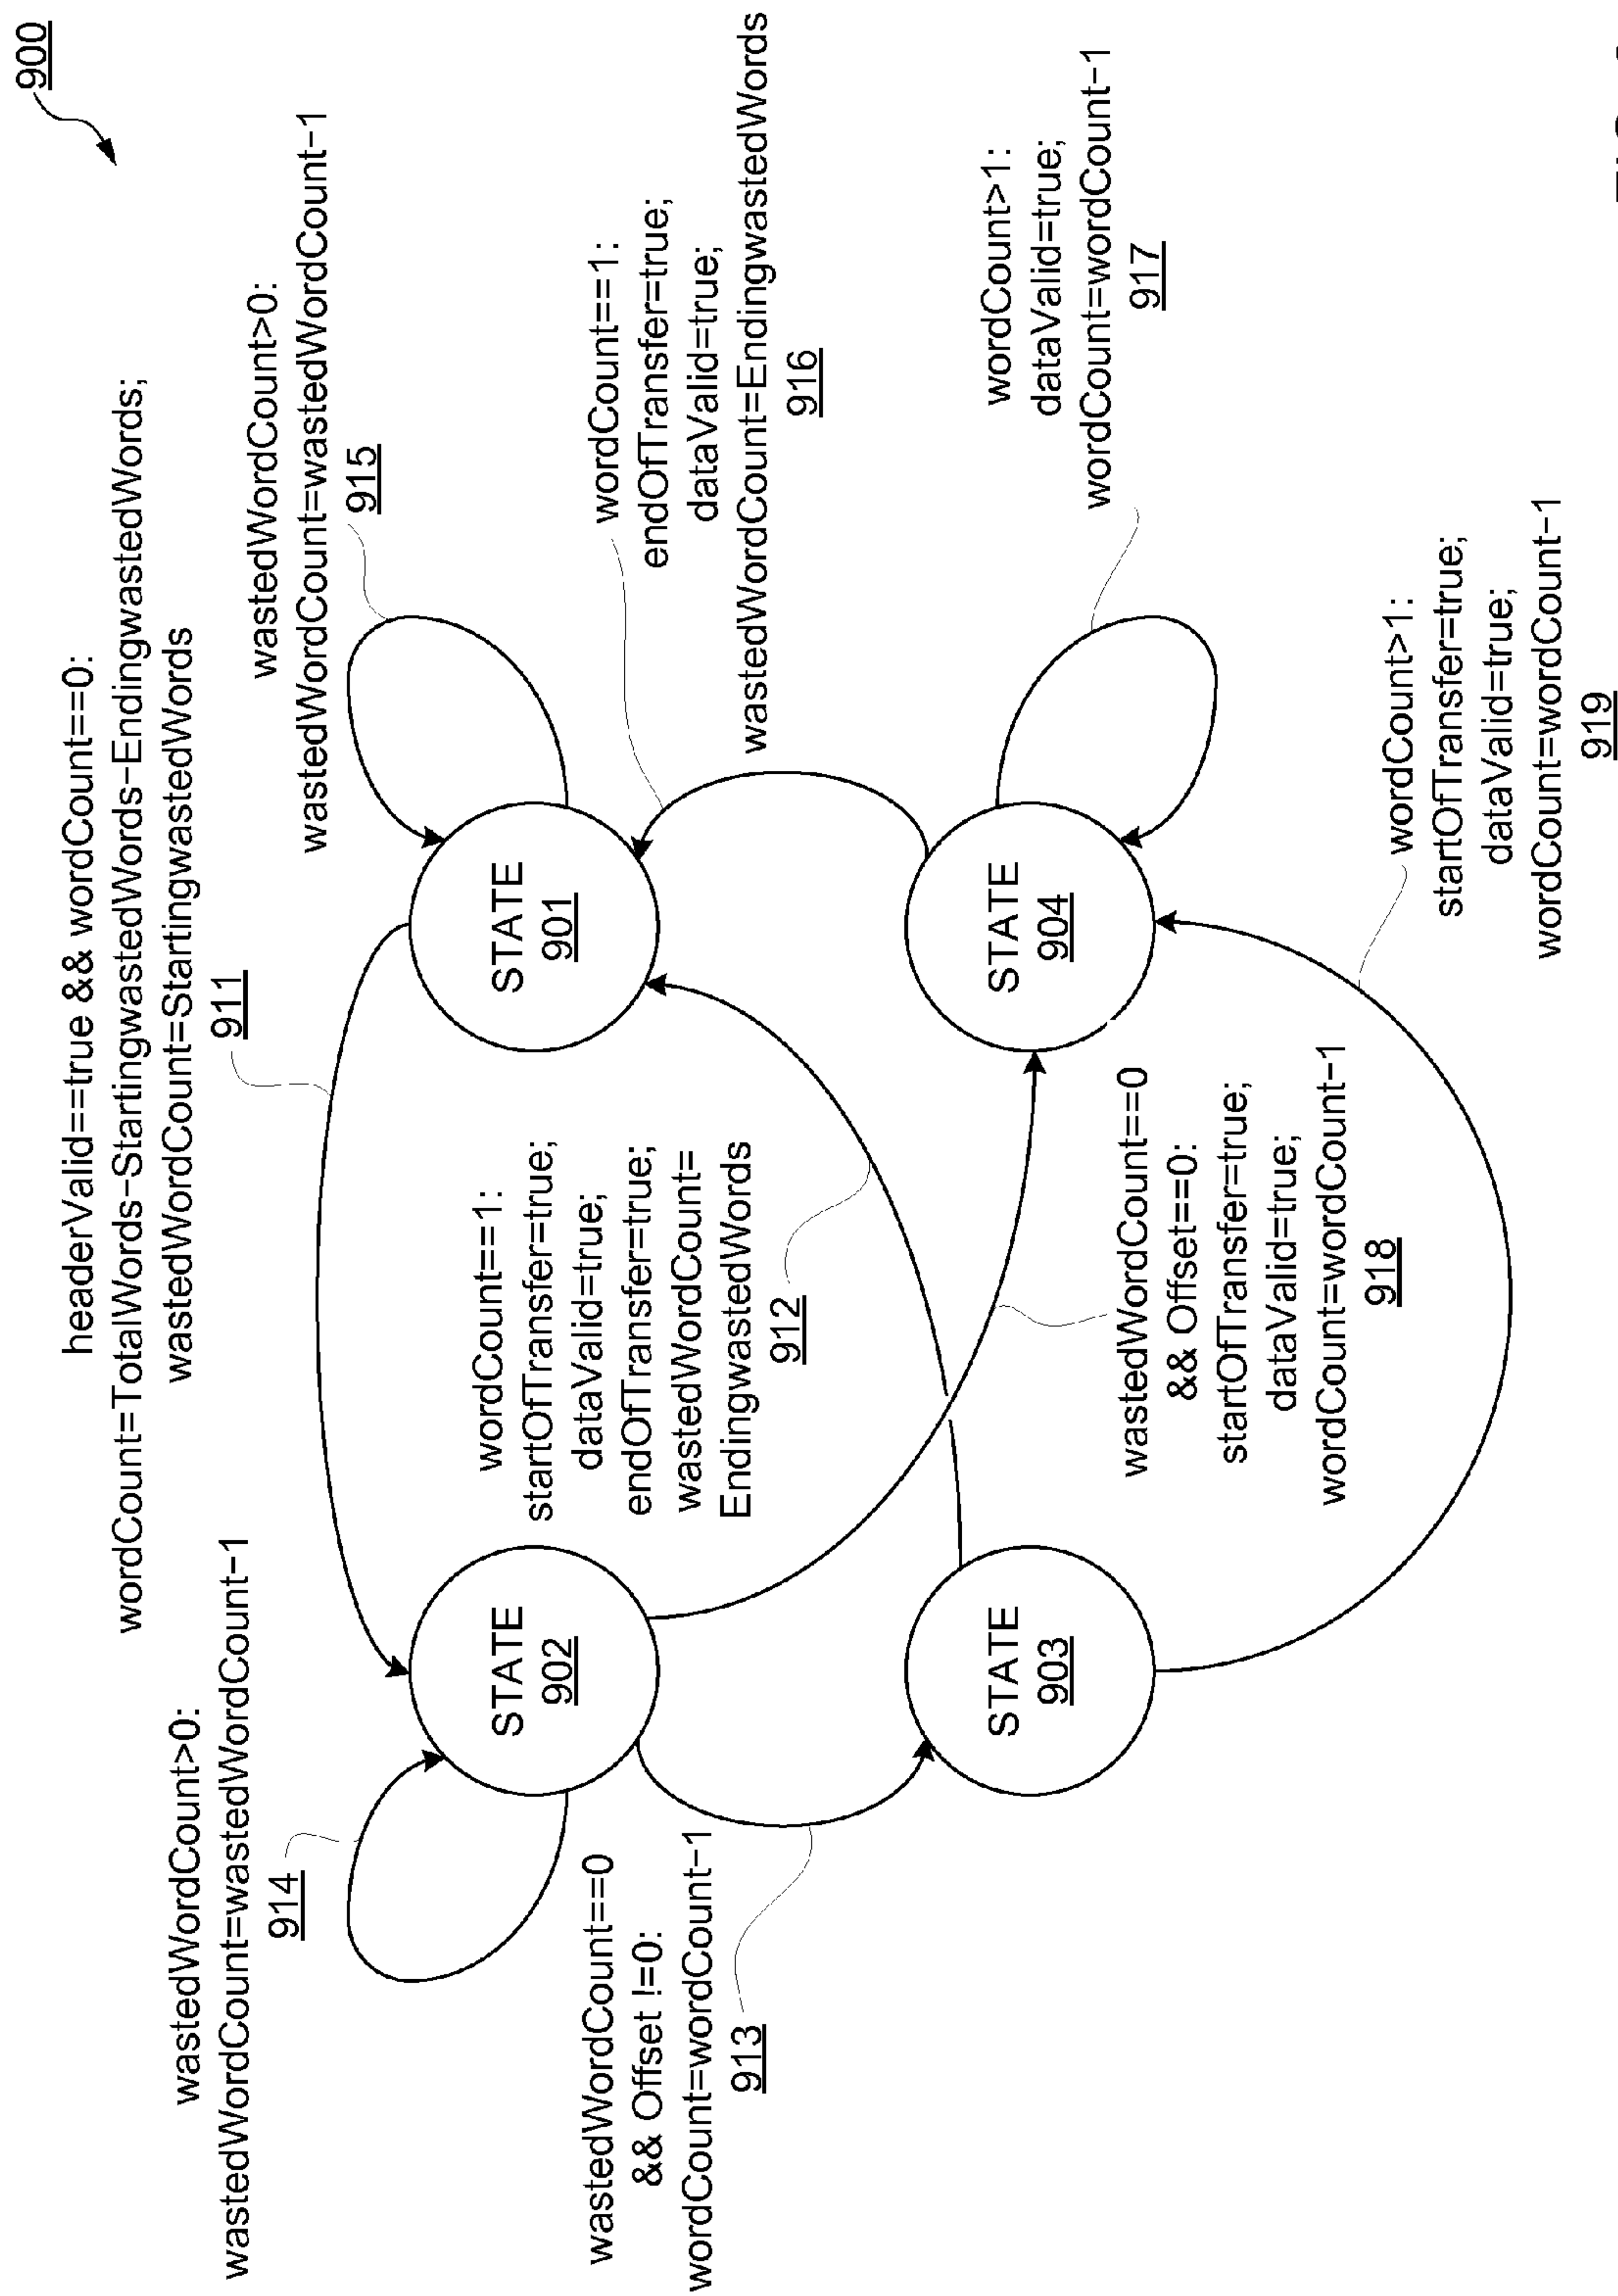 900
headerValid==true && wordCount==0:
wordCount=TotalWords-StartingwastedWords-EndingwastedWords;
wastedWordCount=StartingwastedWords
911
wastedWordCount>0:
wastedWordCount=wastedWordCount-1
914
wastedWordCount>0:
wastedWordCount=wastedWordCount-1
915
STATE
902
STATE
901
wordCount==1:
startOfTransfer=true;
dataValid=true;
endOfTransfer=true;
wastedWordCount=
EndingwastedWords
912
wordCount==1:
endOfTransfer=true;
dataValid=true;
wastedWordCount=EndingwastedWords
916
wastedWordCount==0
&& Offset !=0:
wordCount=wordCount-1
913
STATE
903
STATE
904
wordCount>1:
dataValid=true;
wordCount=wordCount-1
917
wastedWordCount==0
&& Offset==0:
startOfTransfer=true;
dataValid=true;
wordCount=wordCount-1
918
wordCount>1:
startOfTransfer=true;
dataValid=true;
wordCount=wordCount-1
919